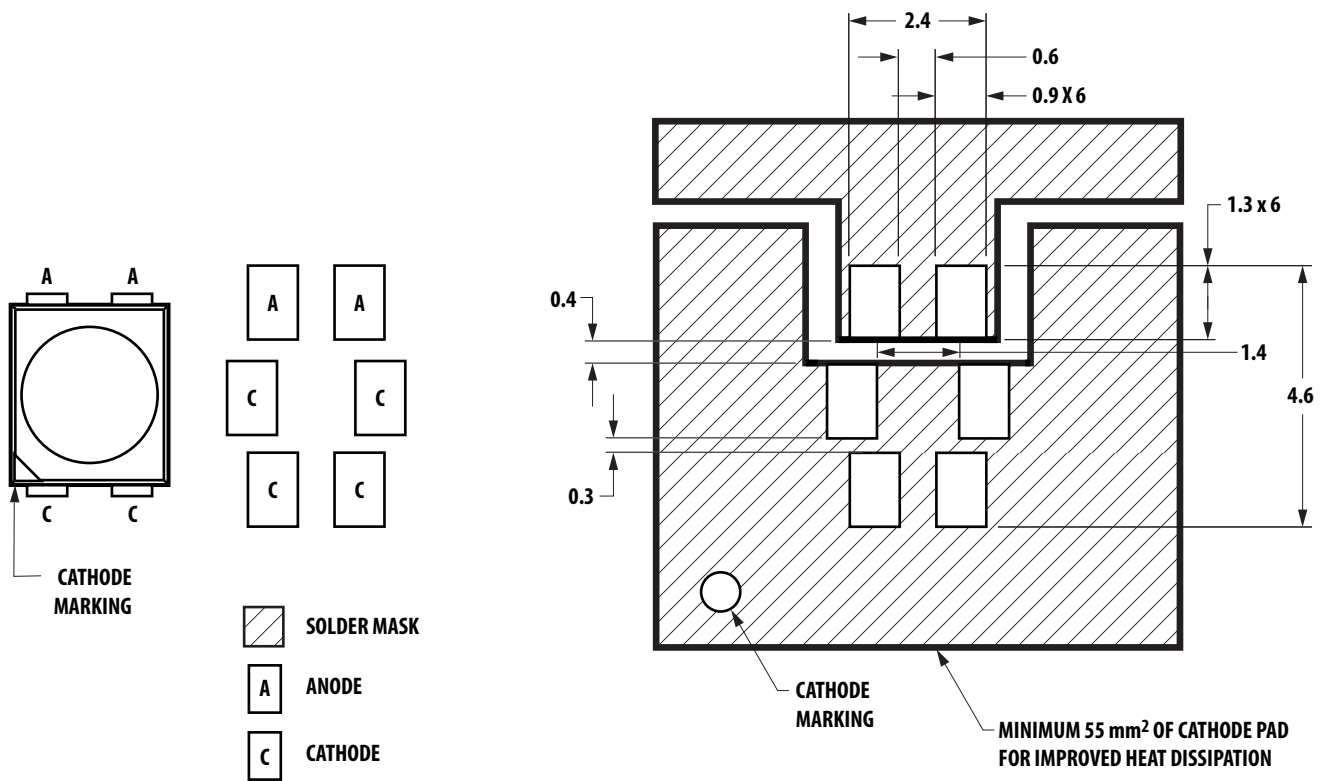 2.4
0.6
0.9 X 6
1.3 x 6
A A
A A
0.4
1.4
C C
4.6
C C
0.3
C C
CATHODE
MARKING
SOLDER MASK
A ANODE
C CATHODE
CATHODE
MARKING
MINIMUM 55 mm² OF CATHODE PAD
FOR IMPROVED HEAT DISSIPATION